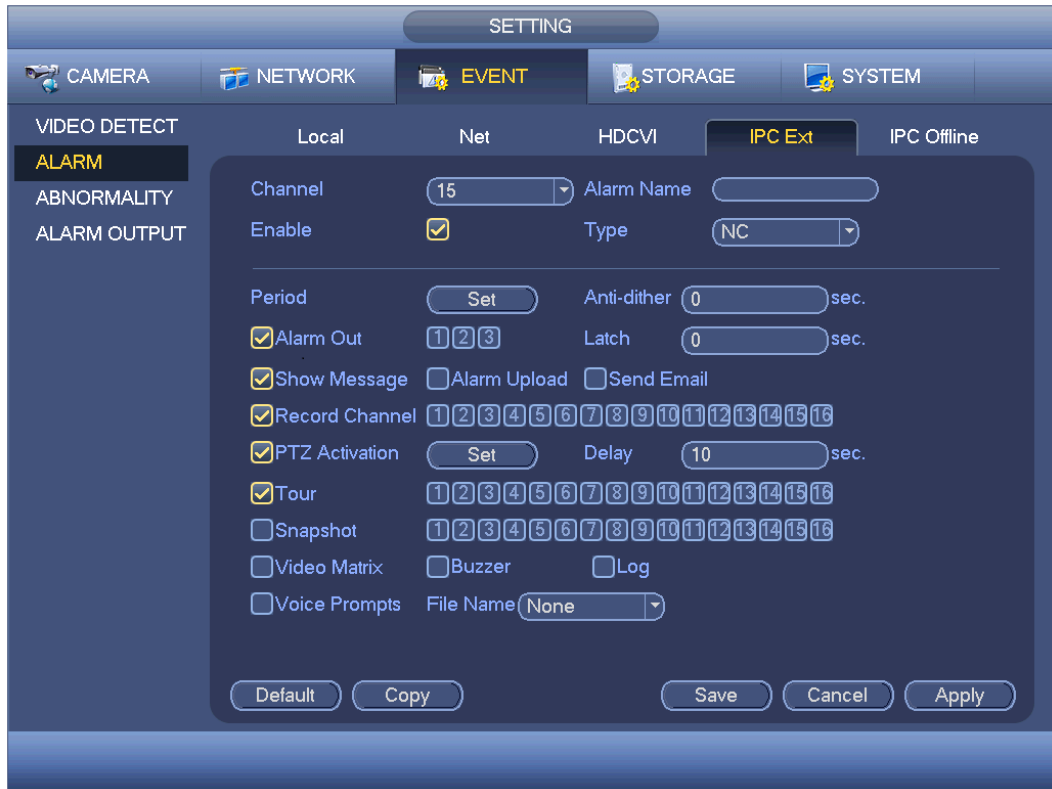 SETTING
CAMERA NETWORK EVENT STORAGE SYSTEM
VIDEO DETECT
ALARM
ABNORMALITY
ALARM OUTPUT
Local Net HDCVI IPC Ext IPC Offline
Channel 15 Alarm Name
Enable Type NC
Period Set Anti-dither 0 sec.
Alarm Out 1 2 3 Latch 0 sec.
Show Message Alarm Upload Send Email
Record Channel 1 2 3 4 5 6 7 8 9 10 11 12 13 14 15 16
PTZ Activation Set Delay 10 sec.
Tour 1 2 3 4 5 6 7 8 9 10 11 12 13 14 15 16
Snapshot 1 2 3 4 5 6 7 8 9 10 11 12 13 14 15 16
Video Matrix Buzzer Log
Voice Prompts File Name None
Default Copy Save Cancel Apply